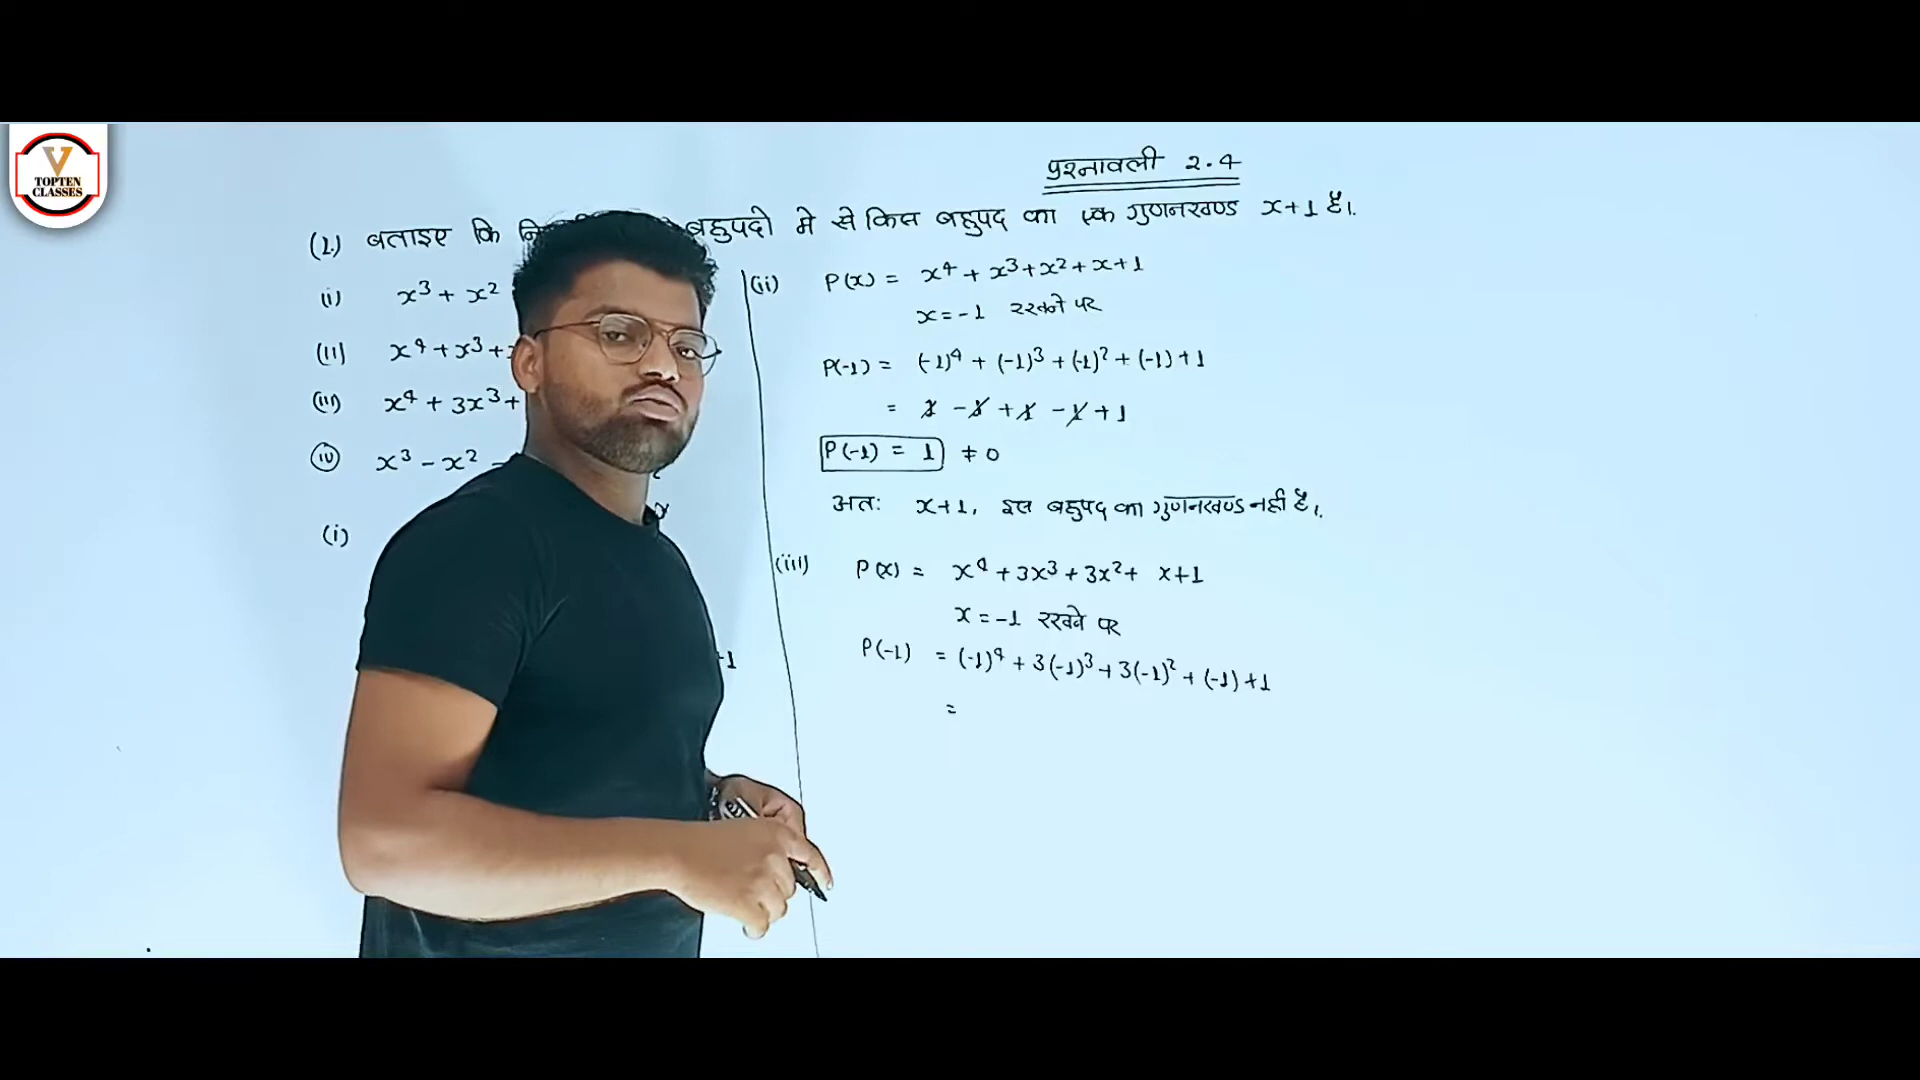 V
TOPTEN
CLASSES
प्रश्नावली 2.4
(1.) बताइए कि बहुपदो मे से किस बहुपद का एक गुणनखण्ड x+1 है।
(i) x³ + x²
(ii) x⁴ + x³ +
(iii) x⁴ + 3x³ +
(iv) x³ - x² -
(i)
+1
(ii) P(x) = x⁴ + x³ + x² + x + 1
x = -1 रखने पर
P(-1) = (-1)⁴ + (-1)³ + (-1)² + (-1) + 1
= 1 - 1 + 1 - 1 + 1
P(-1) = 1 ≠ 0
अतः x+1, इस बहुपद का गुणनखण्ड नही है।
(iii) P(x) = x⁴ + 3x³ + 3x² + x + 1
x = -1 रखने पर
P(-1) = (-1)⁴ + 3(-1)³ + 3(-1)² + (-1) + 1
=